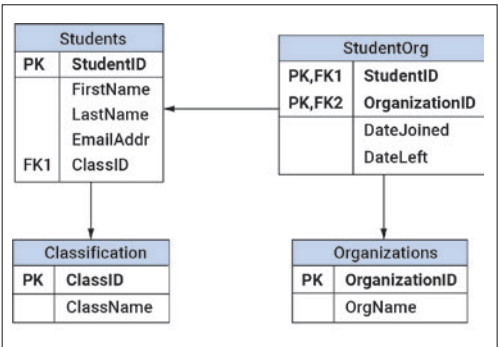 Students
PK StudentID
FirstName
LastName
EmailAddr
FK1 ClassID
StudentOrg
PK,FK1 StudentID
PK,FK2 OrganizationID
DateJoined
DateLeft
Classification
PK ClassID
ClassName
Organizations
PK OrganizationID
OrgName